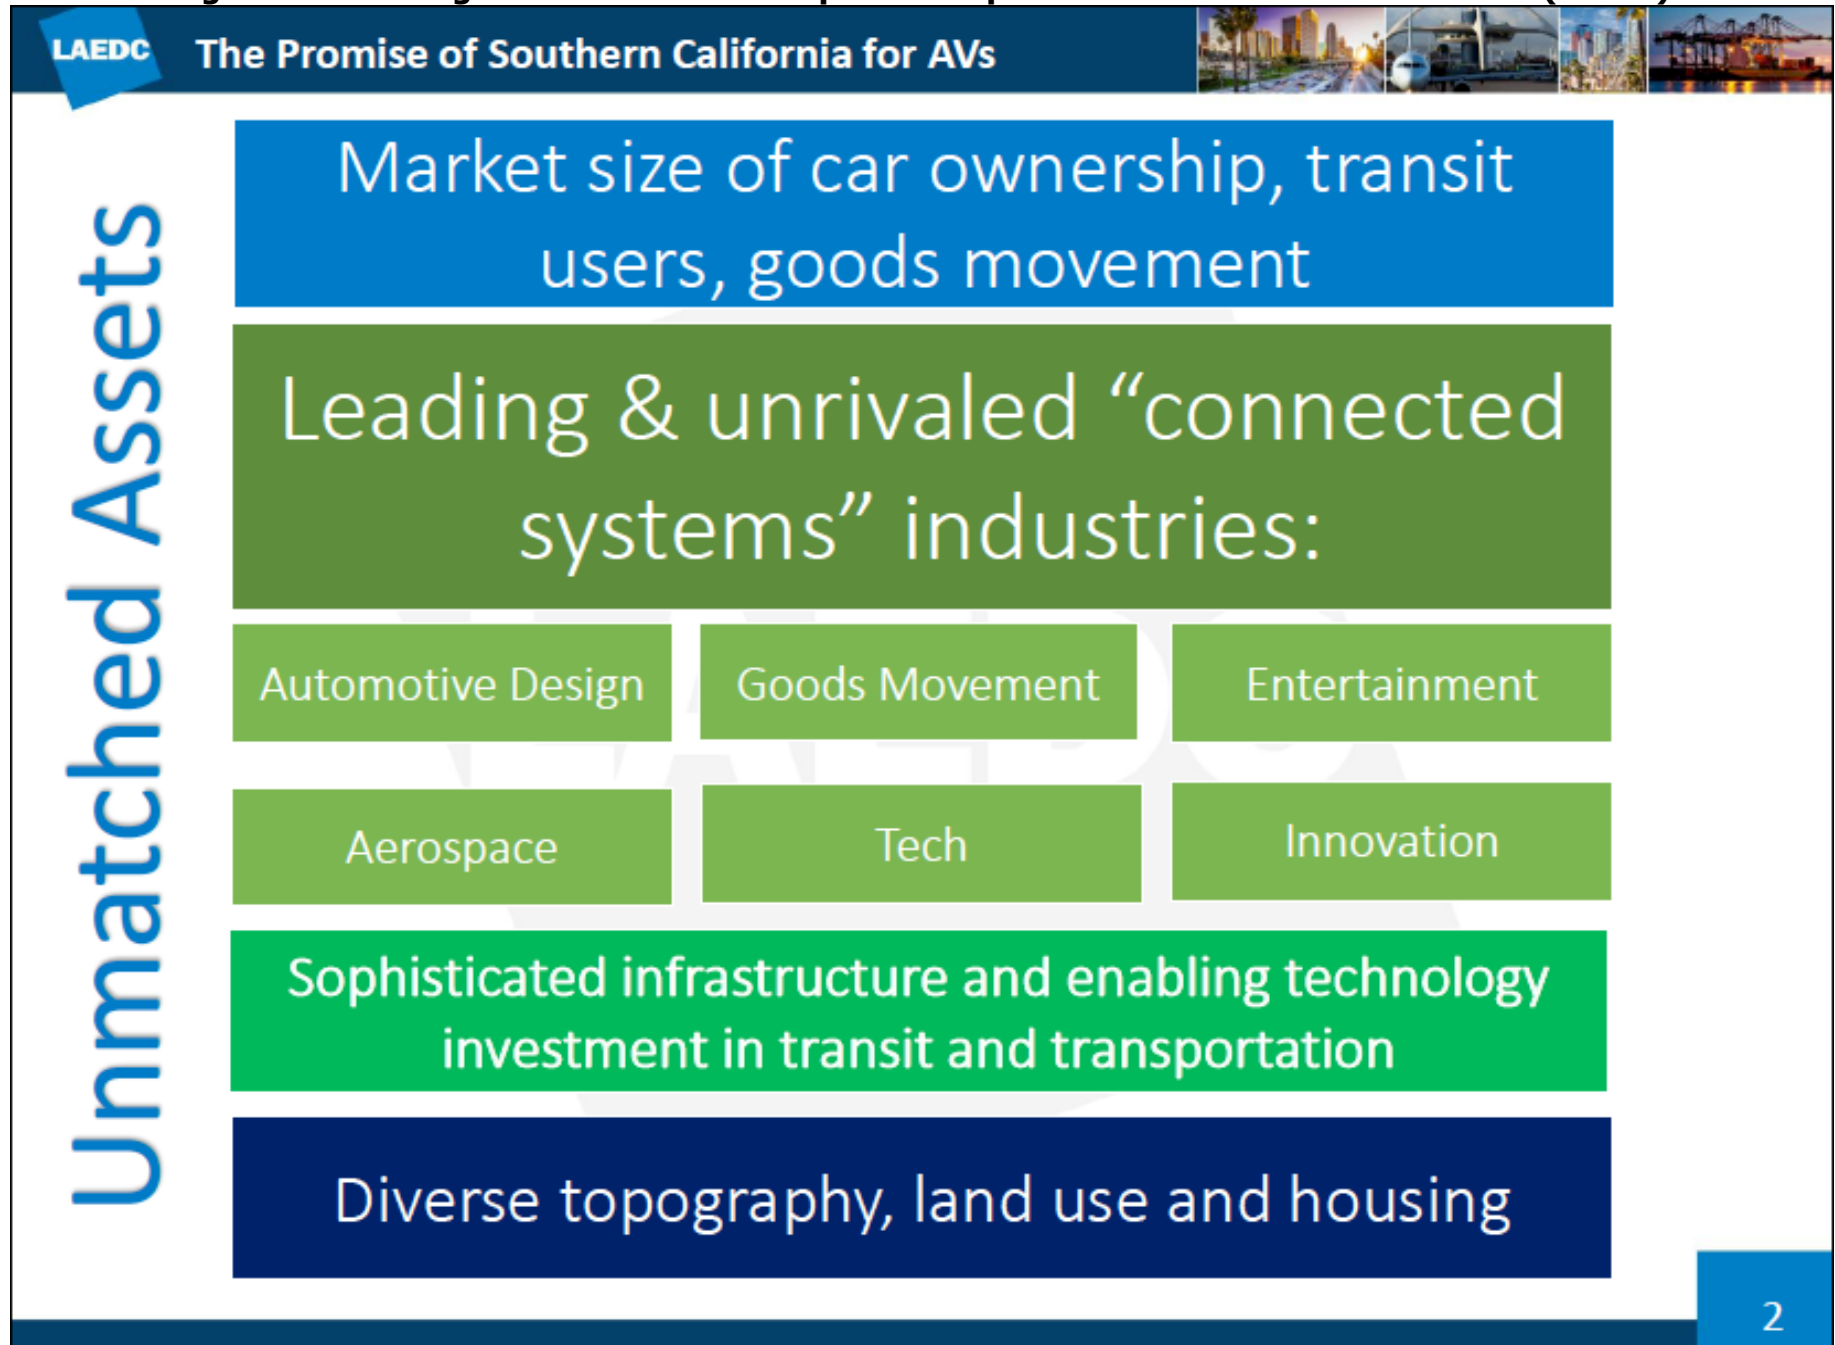 LAEDC
The Promise of Southern California for AVs
Unmatched Assets
Market size of car ownership, transit
users, goods movement
Leading & unrivaled “connected
systems” industries:
Automotive Design
Goods Movement
Entertainment
Aerospace
Tech
Innovation
Sophisticated infrastructure and enabling technology
investment in transit and transportation
Diverse topography, land use and housing
2